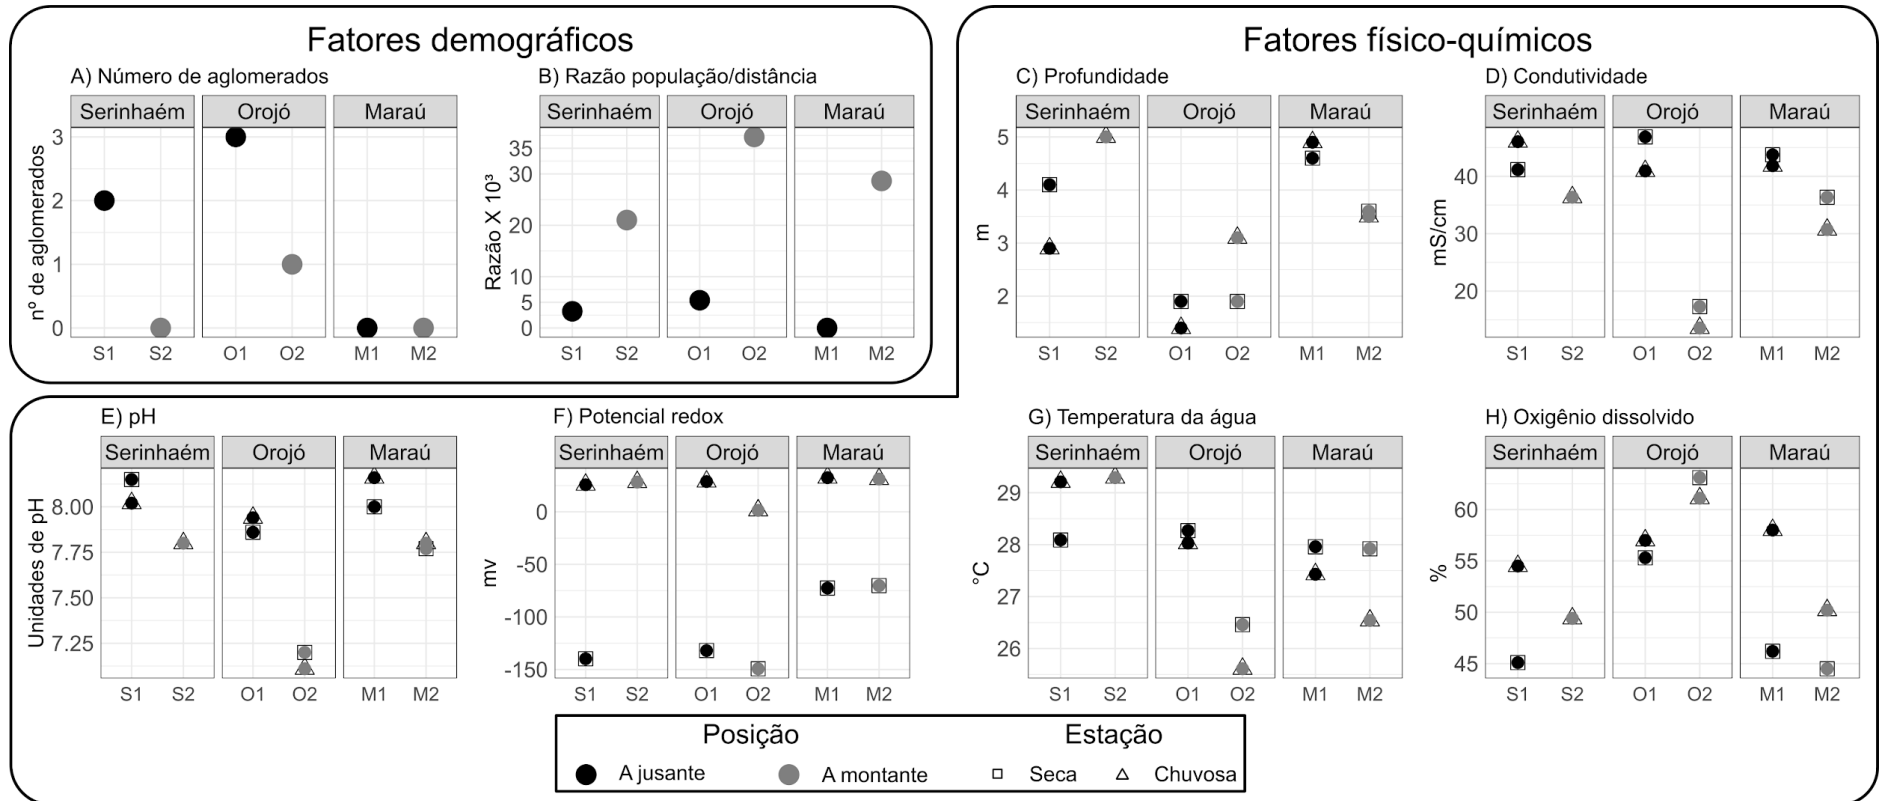 Fatores demográficos
A) Número de aglomerados
Serinhaém Orojó Maraú
nº de aglomerados
3
2
1
0
S1 S2 O1 O2 M1 M2
B) Razão população/distância
Serinhaém Orojó Maraú
Razão X 10³
35
30
20
10
5
0
S1 S2 O1 O2 M1 M2
Fatores físico-químicos
C) Profundidade
Serinhaém Orojó Maraú
m
5
4
3
2
S1 S2 O1 O2 M1 M2
D) Condutividade
Serinhaém Orojó Maraú
mS/cm
40
30
20
S1 S2 O1 O2 M1 M2
E) pH
Serinhaém Orojó Maraú
Unidades de pH
8.00
7.75
7.50
7.25
S1 S2 O1 O2 M1 M2
F) Potencial redox
Serinhaém Orojó Maraú
mv
0
-50
-100
-150
S1 S2 O1 O2 M1 M2
G) Temperatura da água
Serinhaém Orojó Maraú
°C
29
28
27
26
S1 S2 O1 O2 M1 M2
H) Oxigênio dissolvido
Serinhaém Orojó Maraú
%
60
55
50
45
S1 S2 O1 O2 M1 M2
Posição Estação
A jusante A montante Seca Chuvosa